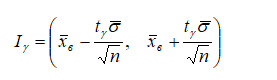 I_γ = ( x̄_в − t_γ σ̅ / √n ,  x̄_в + t_γ σ̅ / √n )